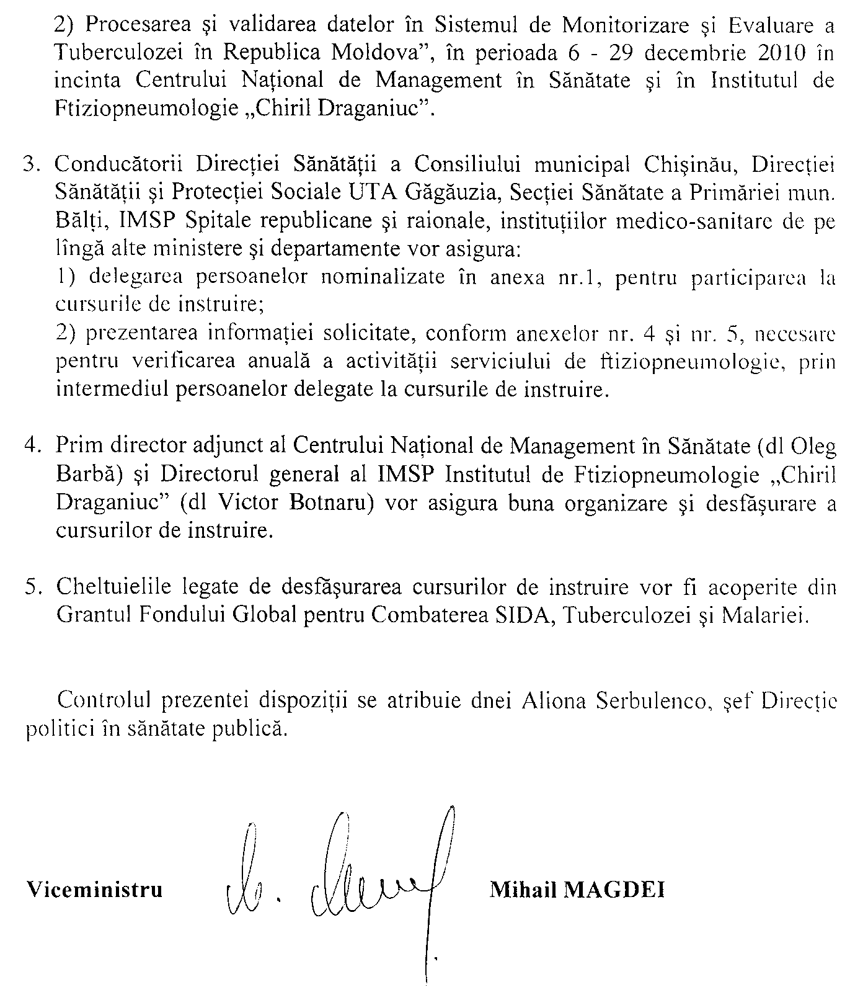 2) Procesarea şi validarea datelor în Sistemul de Monitorizare şi Evaluare a
Tuberculozei în Republica Moldova”, în perioada 6 - 29 decembrie 2010 în
incinta Centrului Naţional de Management în Sănătate şi în Institutul de
Ftiziopneumologie „Chiril Draganiuc”.
3. Conducătorii Direcţiei Sănătăţii a Consiliului municipal Chişinău, Direcţiei
Sănătăţii şi Protecţiei Sociale UTA Găgăuzia, Secţiei Sănătate a Primăriei mun.
Bălţi, IMSP Spitale republicane şi raionale, instituţiilor medico-sanitare de pe
lîngă alte ministere şi departamente vor asigura:
1) delegarea persoanelor nominalizate în anexa nr.1, pentru participarea la
cursurile de instruire;
2) prezentarea informaţiei solicitate, conform anexelor nr. 4 şi nr. 5, necesare
pentru verificarea anuală a activităţii serviciului de ftiziopneumologie, prin
intermediul persoanelor delegate la cursurile de instruire.
4. Prim director adjunct al Centrului Naţional de Management în Sănătate (dl Oleg
Barbă) şi Directorul general al IMSP Institutul de Ftiziopneumologie „Chiril
Draganiuc” (dl Victor Botnaru) vor asigura buna organizare şi desfăşurare a
cursurilor de instruire.
5. Cheltuielile legate de desfăşurarea cursurilor de instruire vor fi acoperite din
Grantul Fondului Global pentru Combaterea SIDA, Tuberculozei şi Malariei.
Controlul prezentei dispoziţii se atribuie dnei Aliona Serbulenco, şef Direcţie
politici în sănătate publică.
Viceministru Mihail MAGDEI